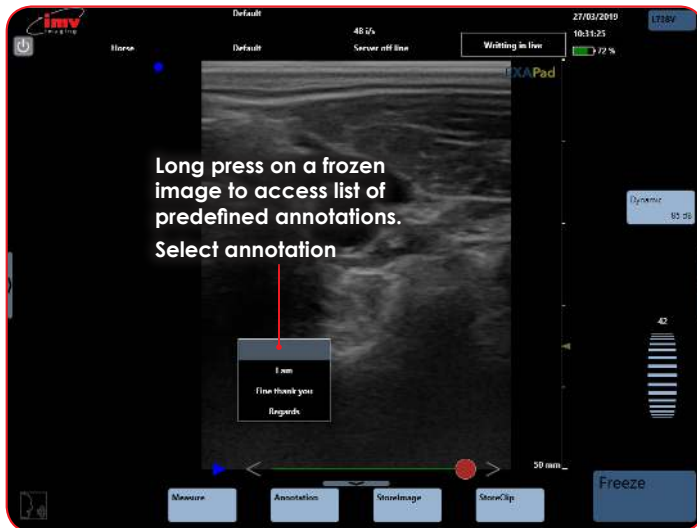 imv
imaging
Default
48 i/s
27/03/2019
10:31:25
L738V
Horse
Default
Server off line
Writting in live
72 %
EXAPad
Long press on a frozen
image to access list of
predefined annotations.
Select annotation
Dynamic
85 dB
42
I am
Fine thank you
Regards
50 mm
Measure
Annotation
StoreImage
StoreClip
Freeze